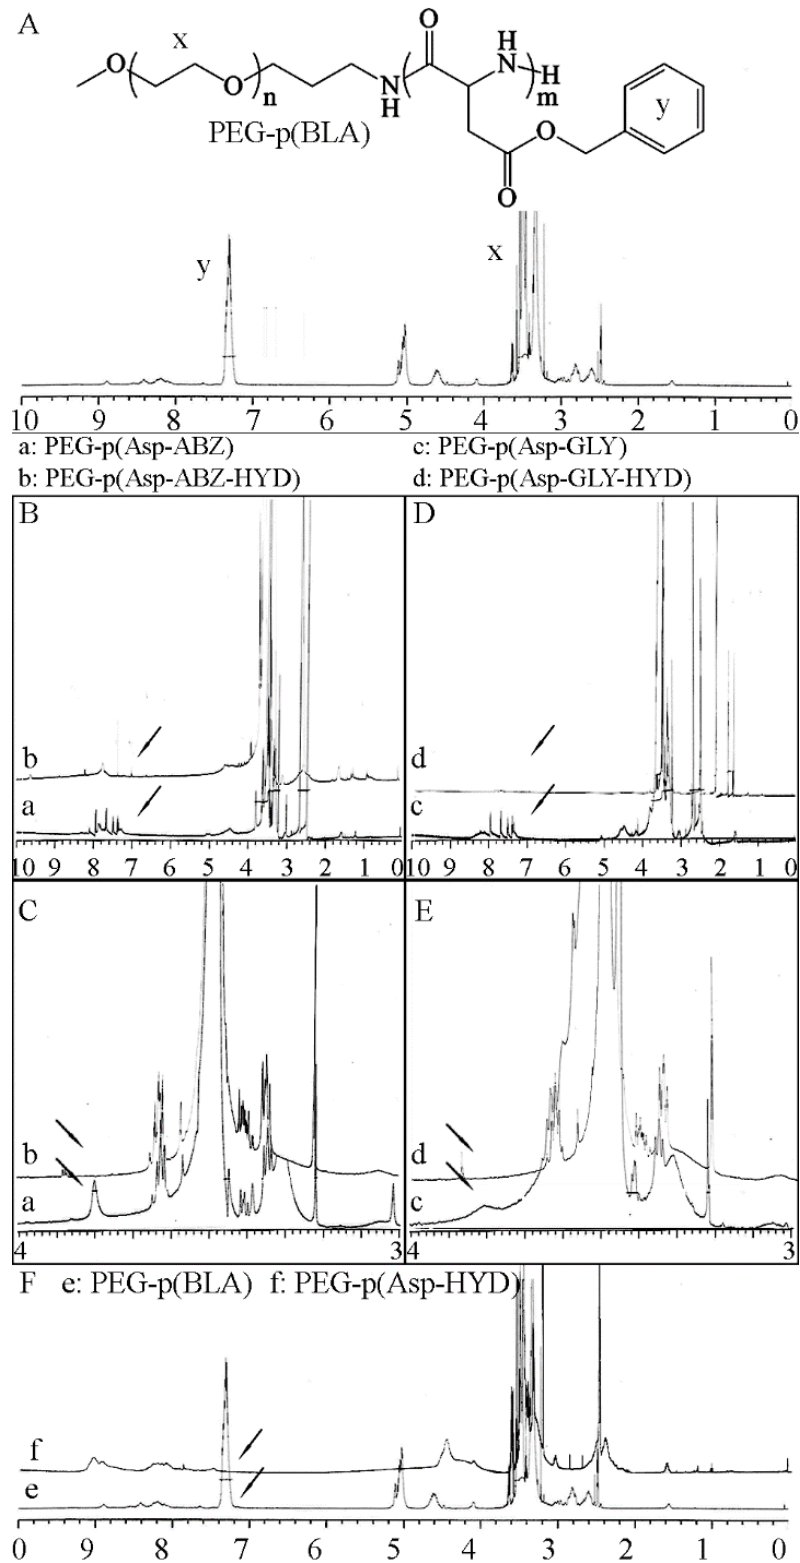 A
x
O
O
n
N
H
O
H
N
H
m
O
O
y
PEG-p(BLA)
y
x
10 9 8 7 6 5 4 3 2 1 0
a: PEG-p(Asp-ABZ)
c: PEG-p(Asp-GLY)
b: PEG-p(Asp-ABZ-HYD)
d: PEG-p(Asp-GLY-HYD)
B
b
a
10 9 8 7 6 5 4 3 2 1 0
D
d
c
10 9 8 7 6 5 4 3 2 1 0
C
b
a
4 3
E
d
c
4 3
F e: PEG-p(BLA) f: PEG-p(Asp-HYD)
f
e
0 9 8 7 6 5 4 3 2 1 0